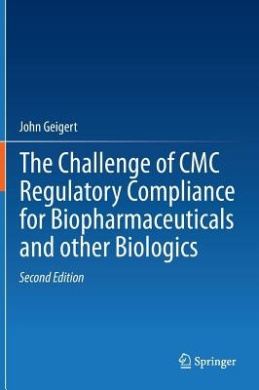 John Geigert
The Challenge of CMC
Regulatory Compliance
for Biopharmaceuticals
and other Biologics
Second Edition
Springer